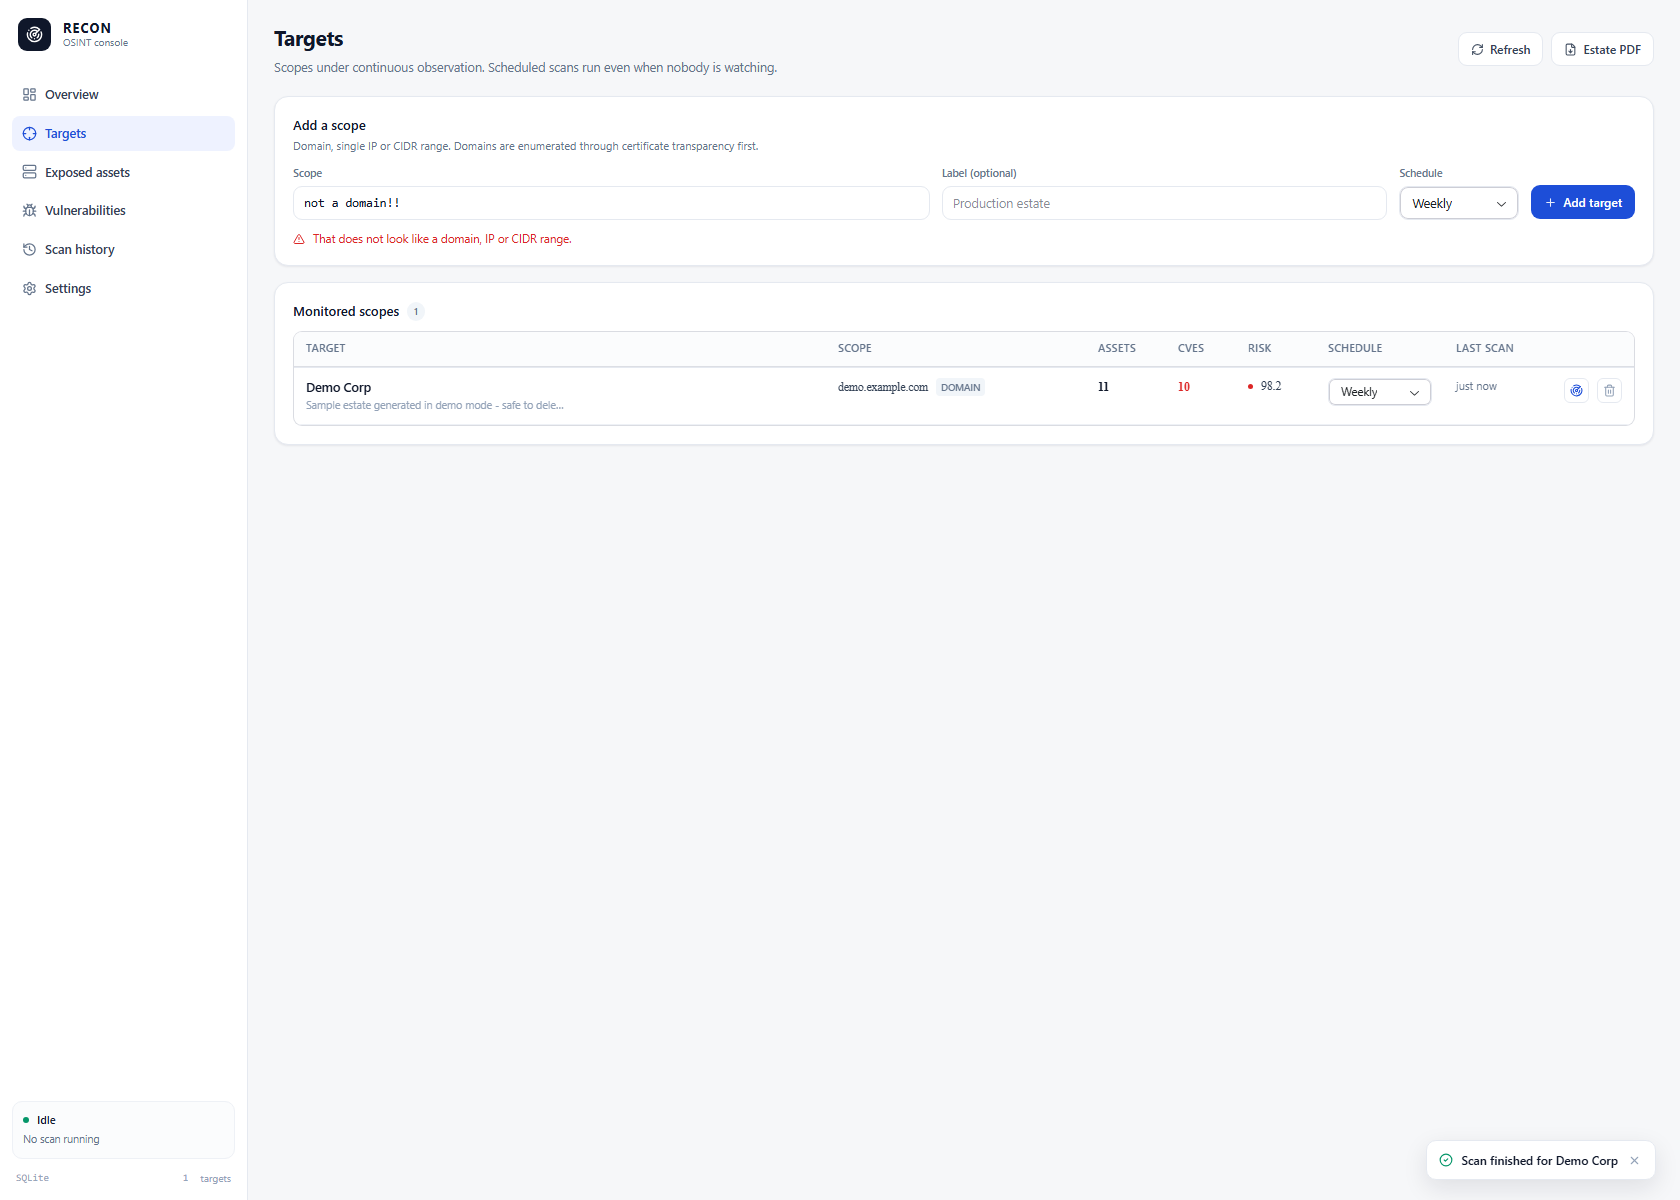 RECON
OSINT console
Overview
Targets
Exposed assets
Vulnerabilities
Scan history
Settings
Idle
No scan running
SQLite 1 targets
Targets
Scopes under continuous observation. Scheduled scans run even when nobody is watching.
Refresh
Estate PDF
Add a scope
Domain, single IP or CIDR range. Domains are enumerated through certificate transparency first.
Scope Label (optional) Schedule
not a domain!! Production estate Weekly Add target
That does not look like a domain, IP or CIDR range.
Monitored scopes 1
TARGET SCOPE ASSETS CVES RISK SCHEDULE LAST SCAN
Demo Corp demo.example.com DOMAIN 11 10 98.2 Weekly just now
Sample estate generated in demo mode - safe to dele...
Scan finished for Demo Corp